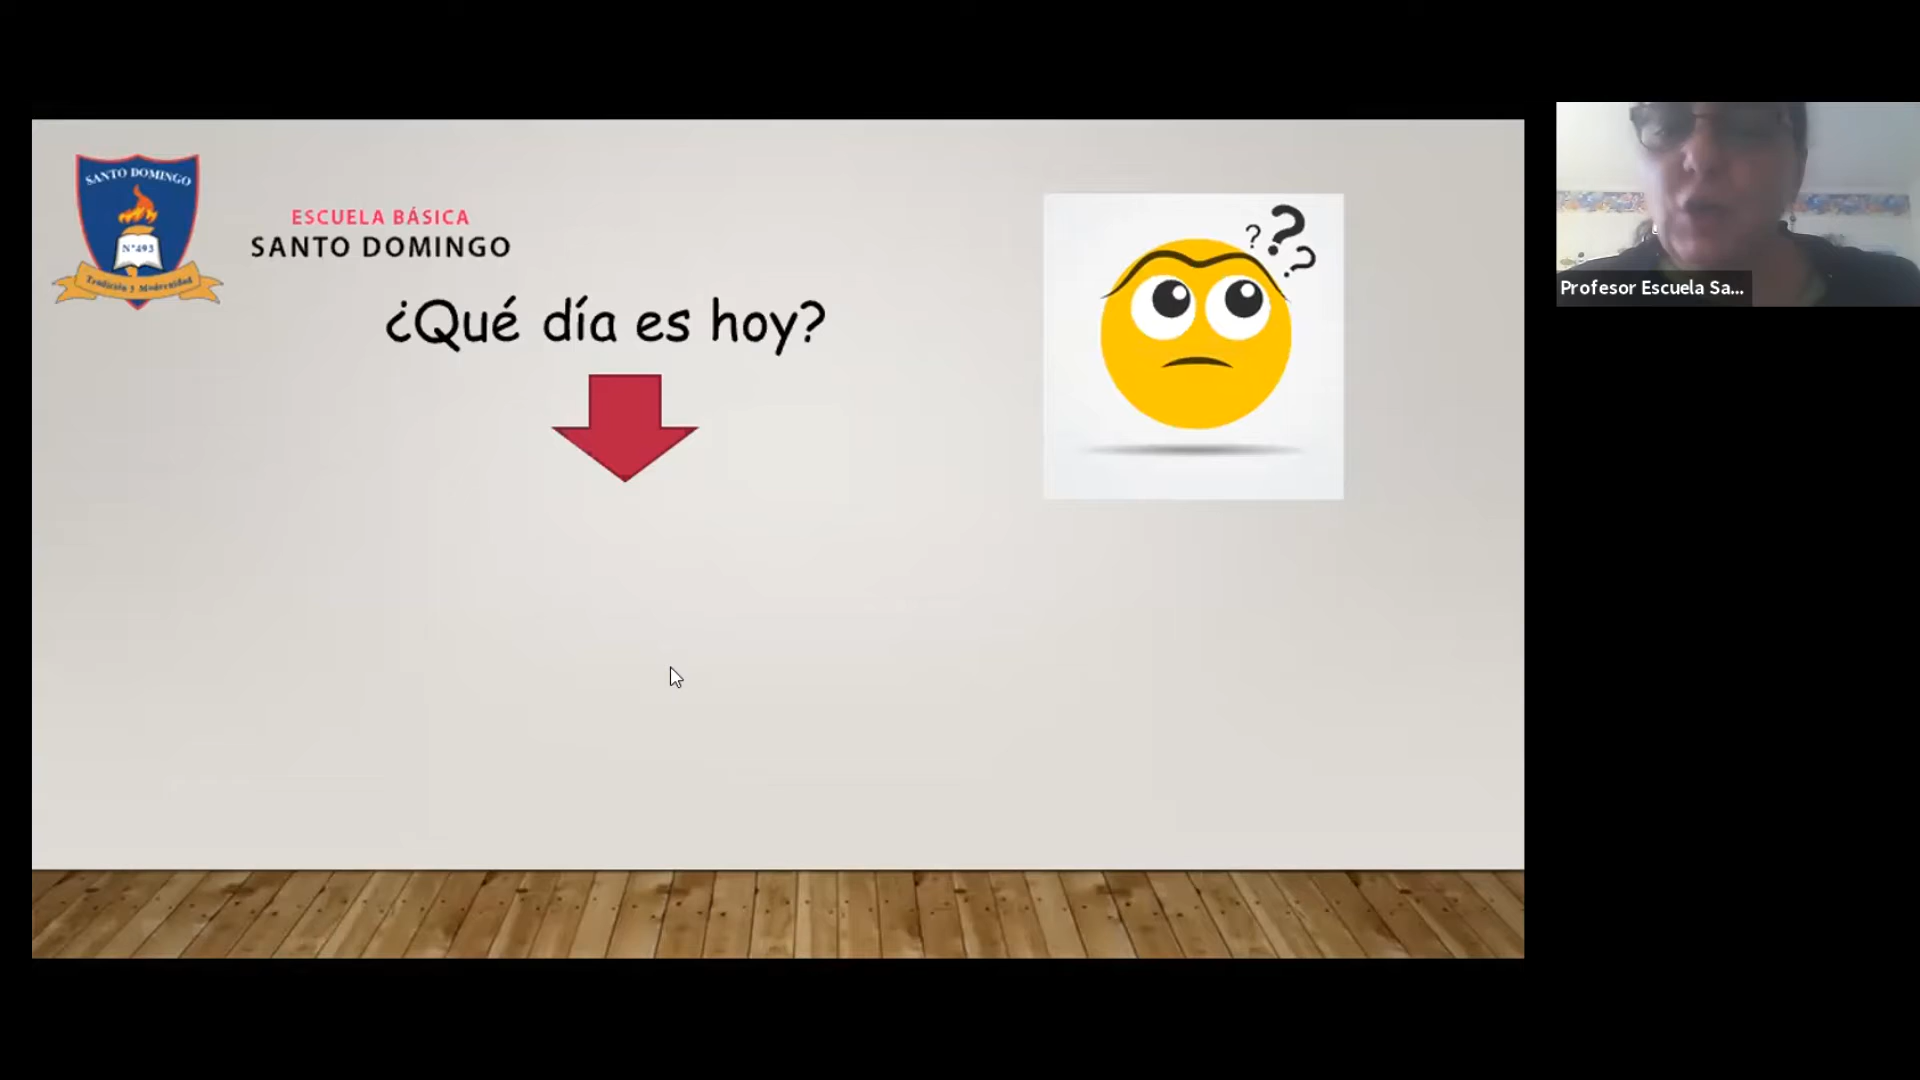 SANTO DOMINGO
N°493
Tradición y Modernidad
ESCUELA BÁSICA
SANTO DOMINGO
¿Qué día es hoy?
? ? ?
Profesor Escuela Sa...